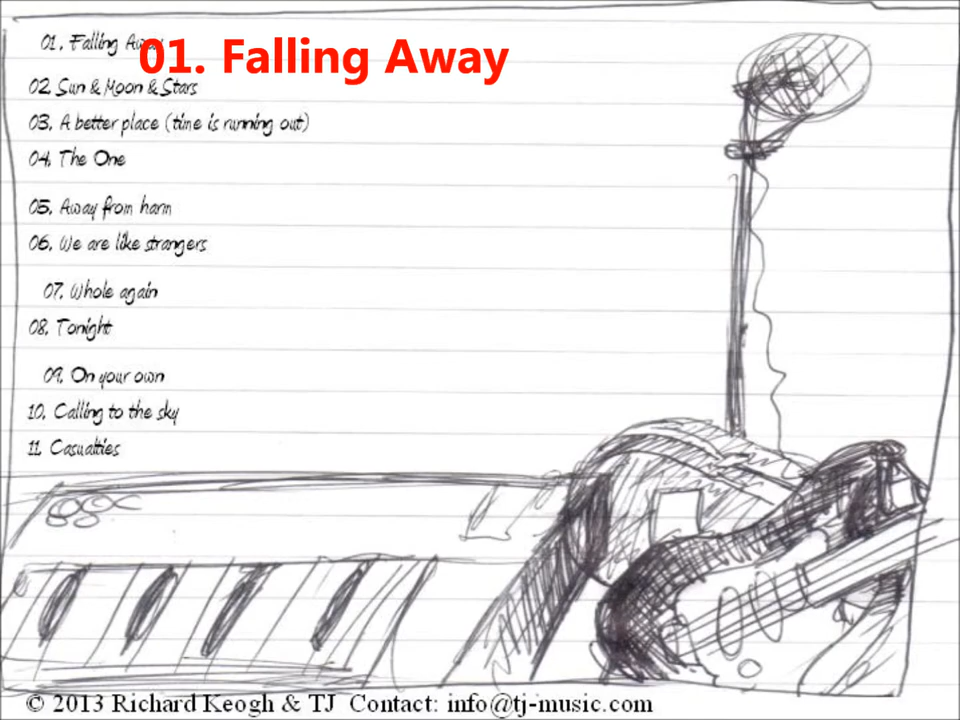 01. Falling Away
01. Falling Away
02. Sun & Moon & Stars
03. A better place (time is running out)
04. The One
05. Away from harm
06. We are like strangers
07. Whole again
08. Tonight
09. On your own
10. Calling to the sky
11. Casualties
© 2013 Richard Keogh & TJ Contact: info@tj-music.com